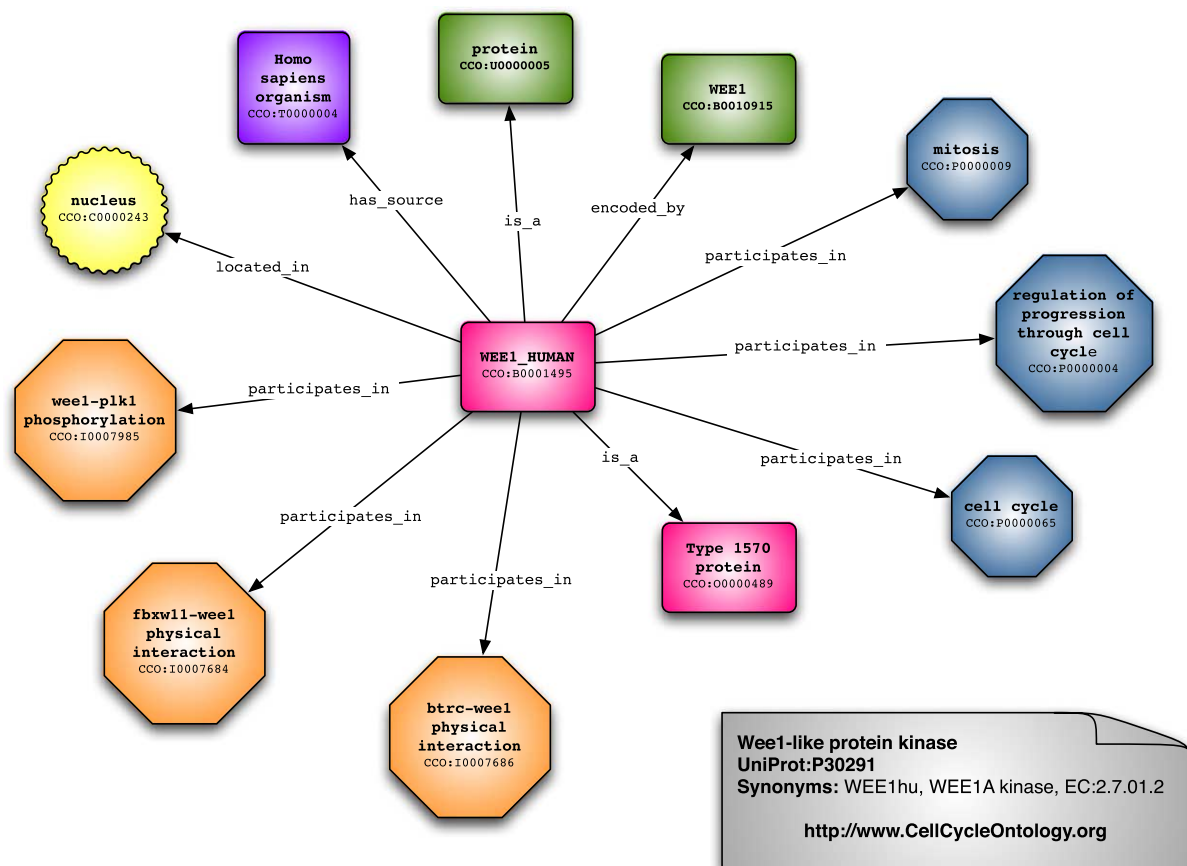 Homo
sapiens
organism
CCO:T0000004
protein
CCO:U0000005
WEE1
CCO:B0010915
mitosis
CCO:P0000009
nucleus
CCO:C0000243
has_source
is_a
encoded_by
participates_in
located_in
regulation of
progression
through cell
cycle
CCO:P0000004
WEE1_HUMAN
CCO:B0001495
participates_in
participates_in
wee1-plk1
phosphorylation
CCO:I0007985
is_a
participates_in
participates_in
cell cycle
CCO:P0000065
Type 1570
protein
CCO:O0000489
participates_in
fbxw11-wee1
physical
interaction
CCO:I0007684
btrc-wee1
physical
interaction
CCO:I0007686
Wee1-like protein kinase
UniProt:P30291
Synonyms: WEE1hu, WEE1A kinase, EC:2.7.01.2
http://www.CellCycleOntology.org